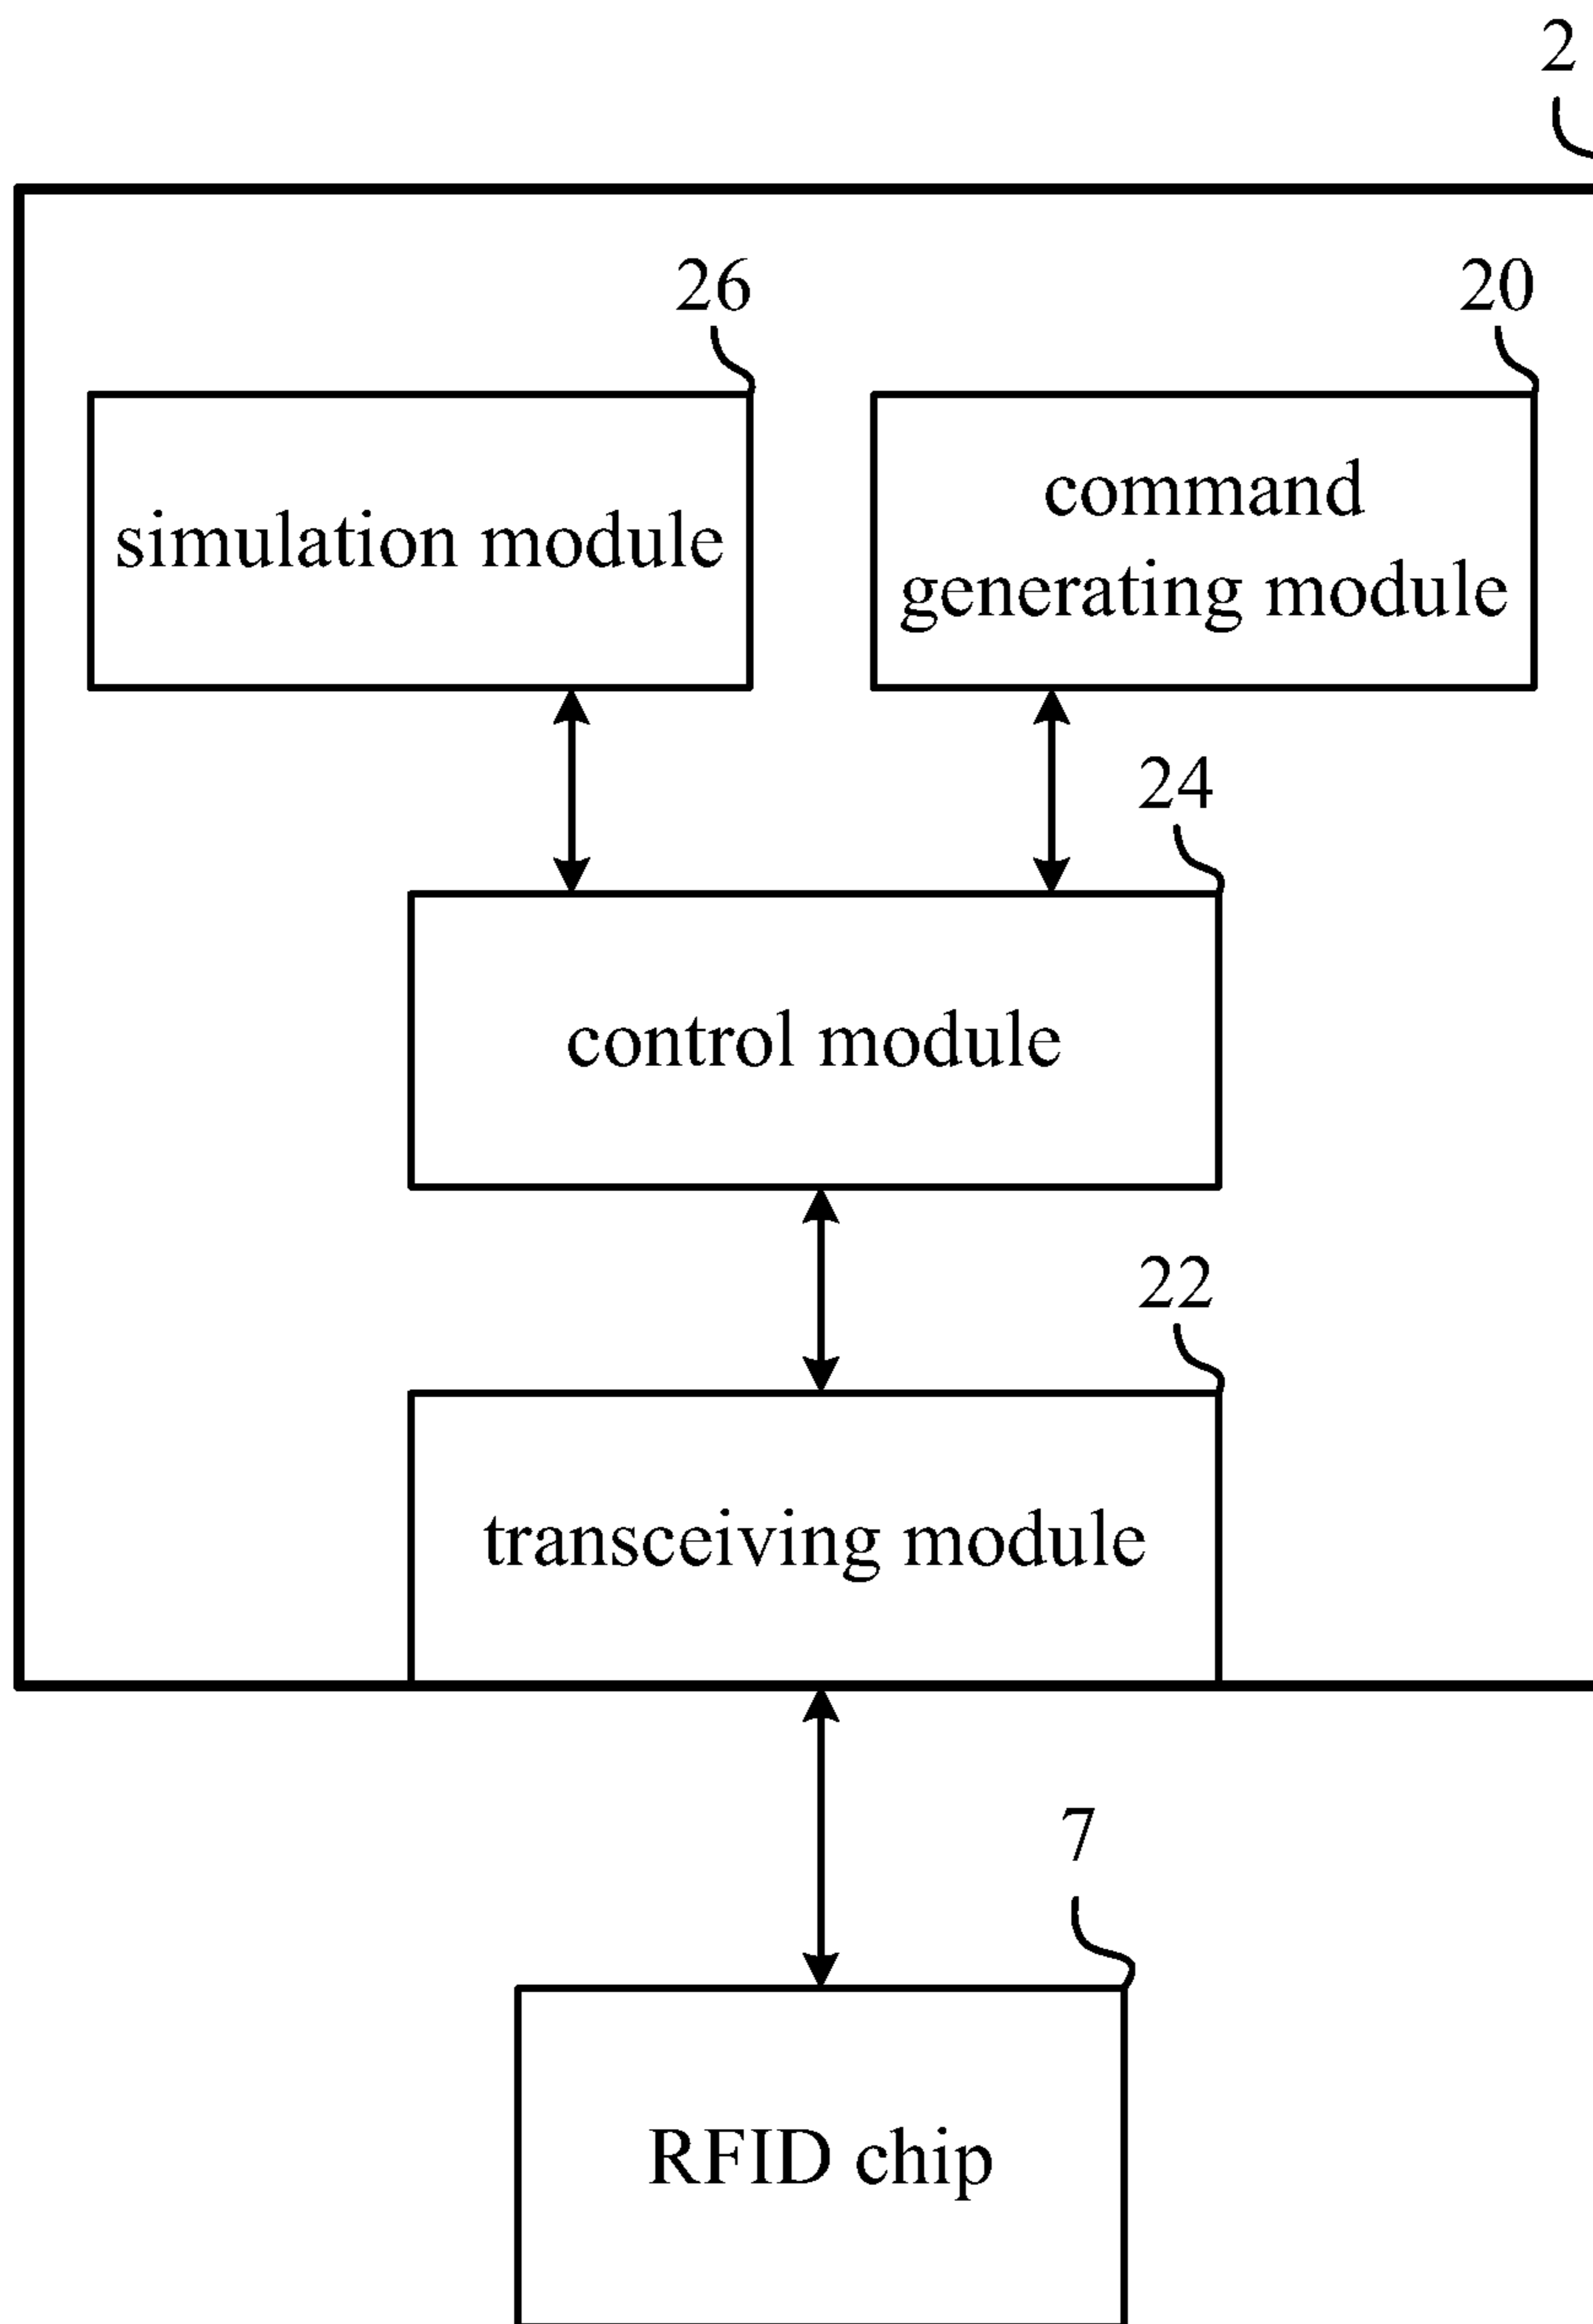 2
26
20
simulation module
command
generating module
24
control module
22
transceiving module
7
RFID chip